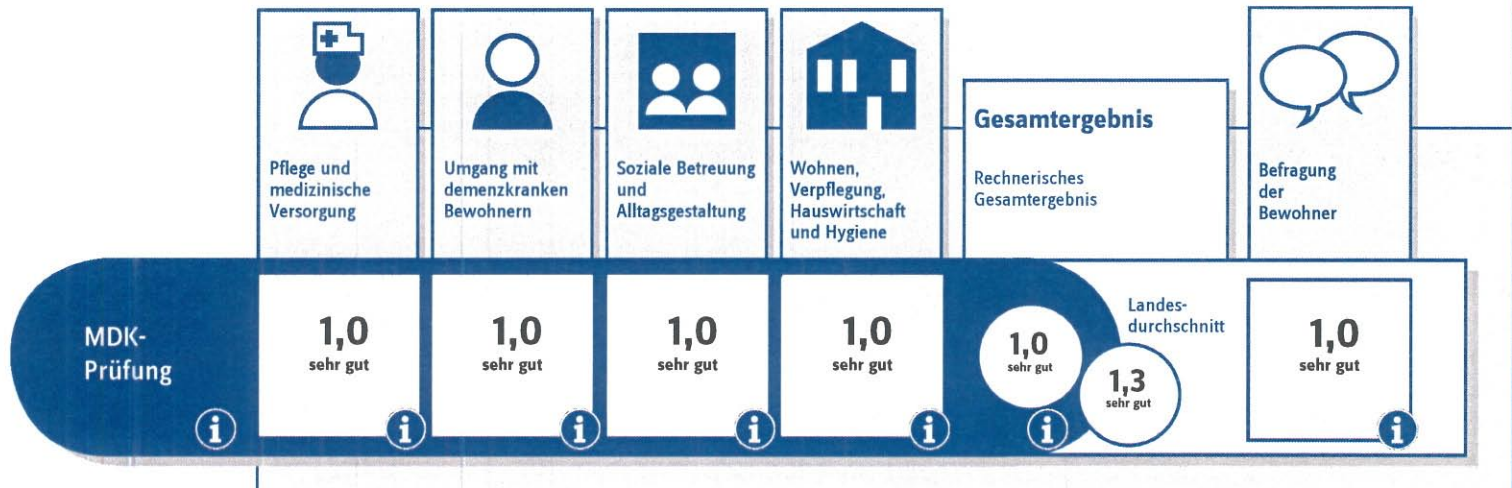 Pflege und
medizinische
Versorgung
Umgang mit
demenzkranken
Bewohnern
Soziale Betreuung
und
Alltagsgestaltung
Wohnen,
Verpflegung,
Hauswirtschaft
und Hygiene
Gesamtergebnis
Rechnerisches
Gesamtergebnis
Befragung
der
Bewohner
MDK-
Prüfung
1,0
sehr gut
1,0
sehr gut
1,0
sehr gut
1,0
sehr gut
1,0
sehr gut
Landes-
durchschnitt
1,3
sehr gut
1,0
sehr gut
i
i
i
i
i
i
i